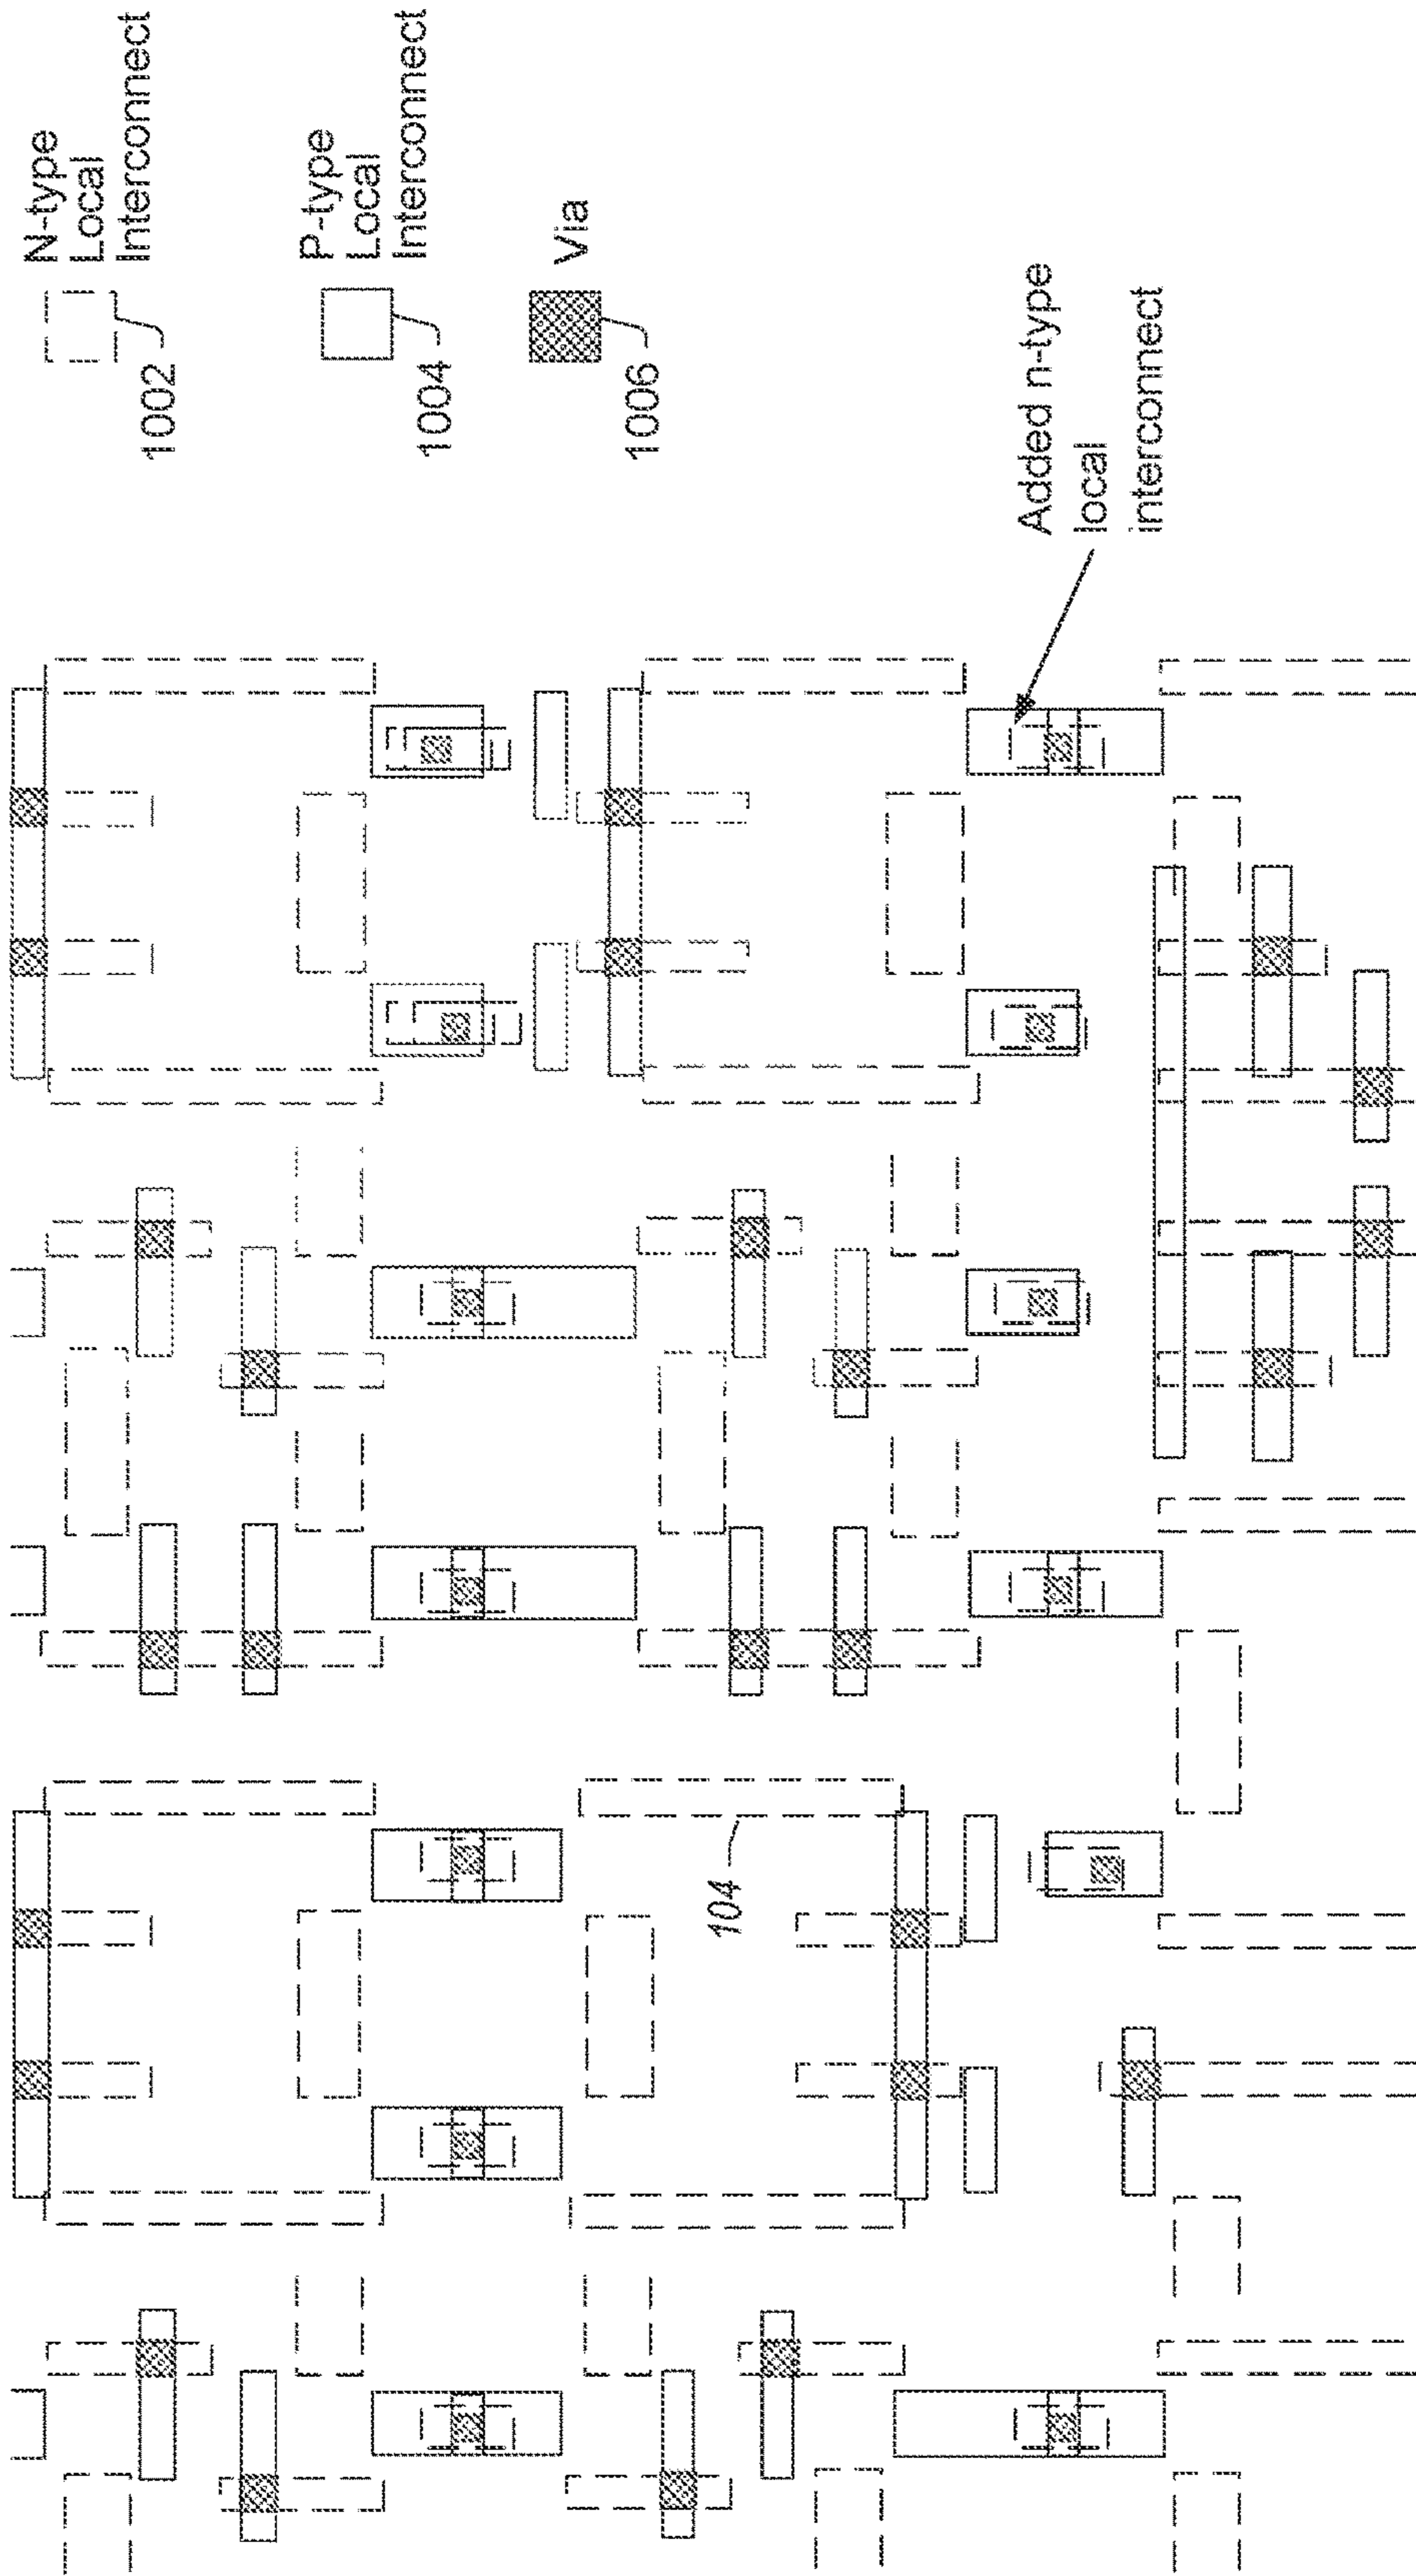 N-type
Local
Interconnect
1002
P-type
Local
Interconnect
1004
Via
1006
Added n-type
local
interconnect
104